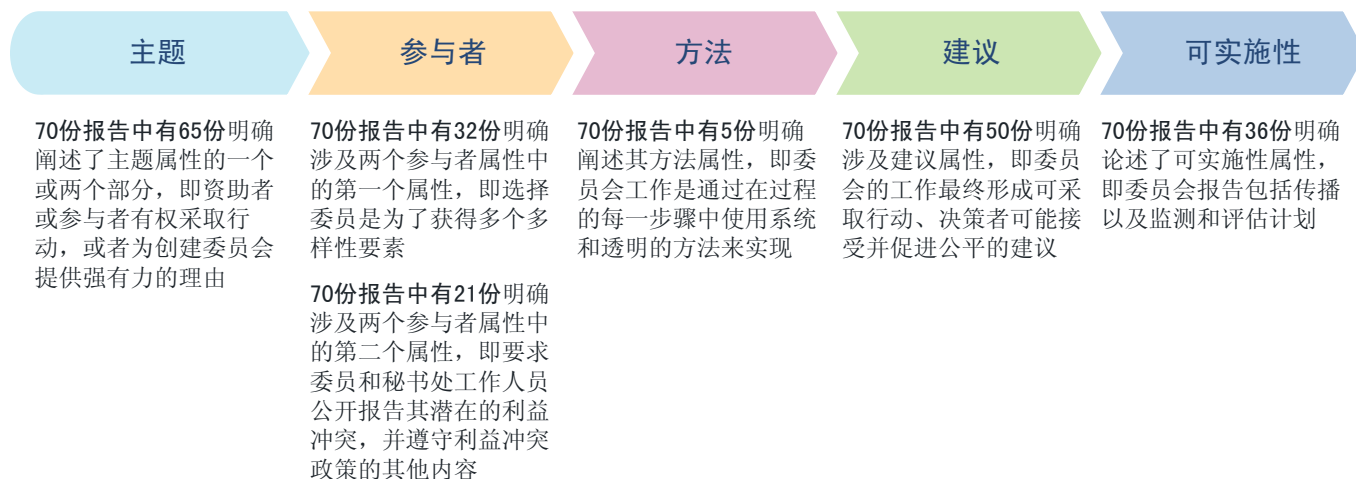 主题
参与者
方法
建议
可实施性
70份报告中有65份明确
阐述了主题属性的一个
或两个部分，即资助者
或参与者有权采取行
动，或者为创建委员会
提供强有力的理由
70份报告中有32份明确
涉及两个参与者属性中
的第一个属性，即选择
委员是为了获得多个多
样性要素
70份报告中有21份明确
涉及两个参与者属性中
的第二个属性，即要求
委员和秘书处工作人员
公开报告其潜在的利益
冲突，并遵守利益冲突
政策的其他内容
70份报告中有5份明确
阐述其方法属性，即委
员会工作是通过在过程
的每一步骤中使用系统
和透明的方法来实现
70份报告中有50份明确
涉及建议属性，即委员
会的工作最终形成可采
取行动、决策者可能接
受并促进公平的建议
70份报告中有36份明确
论述了可实施性属性，
即委员会报告包括传播
以及监测和评估计划